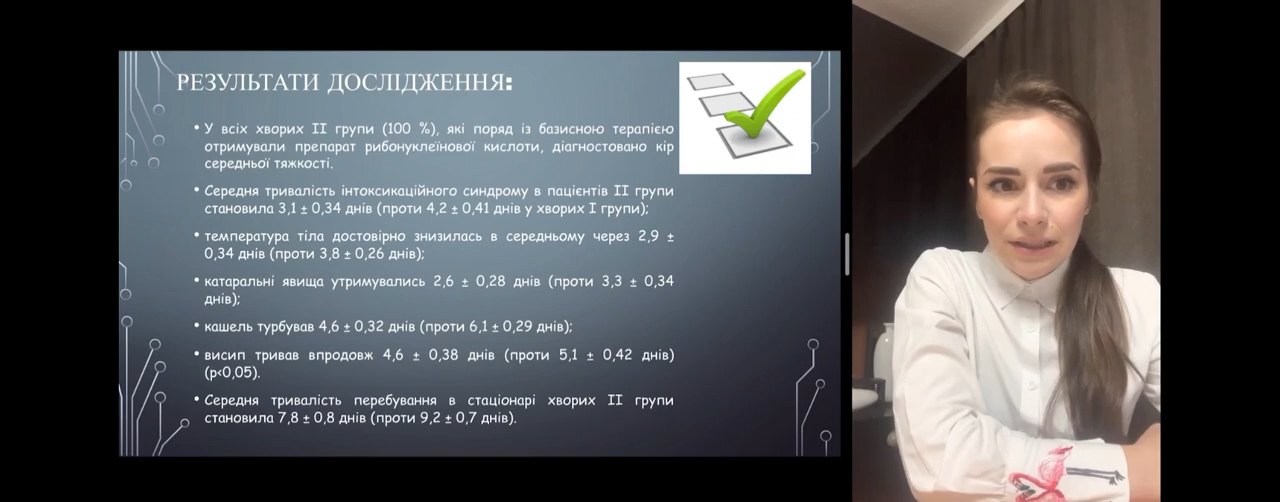 РЕЗУЛЬТАТИ ДОСЛІДЖЕННЯ:
• У всіх хворих II групи (100 %), які поряд із базисною терапією
отримували препарат рибонуклеїнової кислоти, діагностовано кір
середньої тяжкості.
• Середня тривалість інтоксикаційного синдрому в пацієнтів II групи
становила 3,1 ± 0,34 днів (проти 4,2 ± 0,41 днів у хворих I групи);
• температура тіла достовірно знизилась в середньому через 2,9 ±
0,34 днів (проти 3,8 ± 0,26 днів);
• катаральні явища утримувались 2,6 ± 0,28 днів (проти 3,3 ± 0,34
днів);
• кашель турбував 4,6 ± 0,32 днів (проти 6,1 ± 0,29 днів);
• висип тривав впродовж 4,6 ± 0,38 днів (проти 5,1 ± 0,42 днів)
(р<0,05).
• Середня тривалість перебування в стаціонарі хворих II групи
становила 7,8 ± 0,8 днів (проти 9,2 ± 0,7 днів).